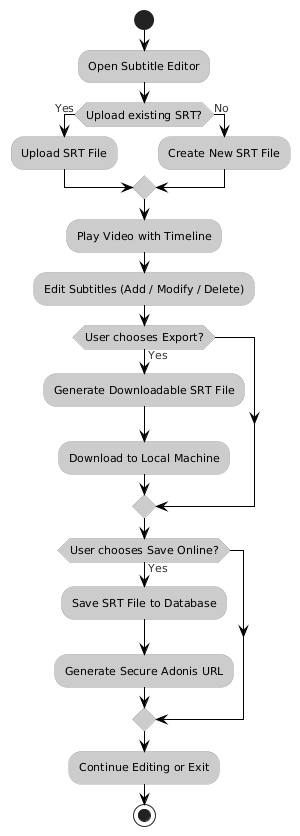 Open Subtitle Editor
Upload existing SRT?
Yes
No
Upload SRT File
Create New SRT File
Play Video with Timeline
Edit Subtitles (Add / Modify / Delete)
User chooses Export?
Yes
Generate Downloadable SRT File
Download to Local Machine
User chooses Save Online?
Yes
Save SRT File to Database
Generate Secure Adonis URL
Continue Editing or Exit